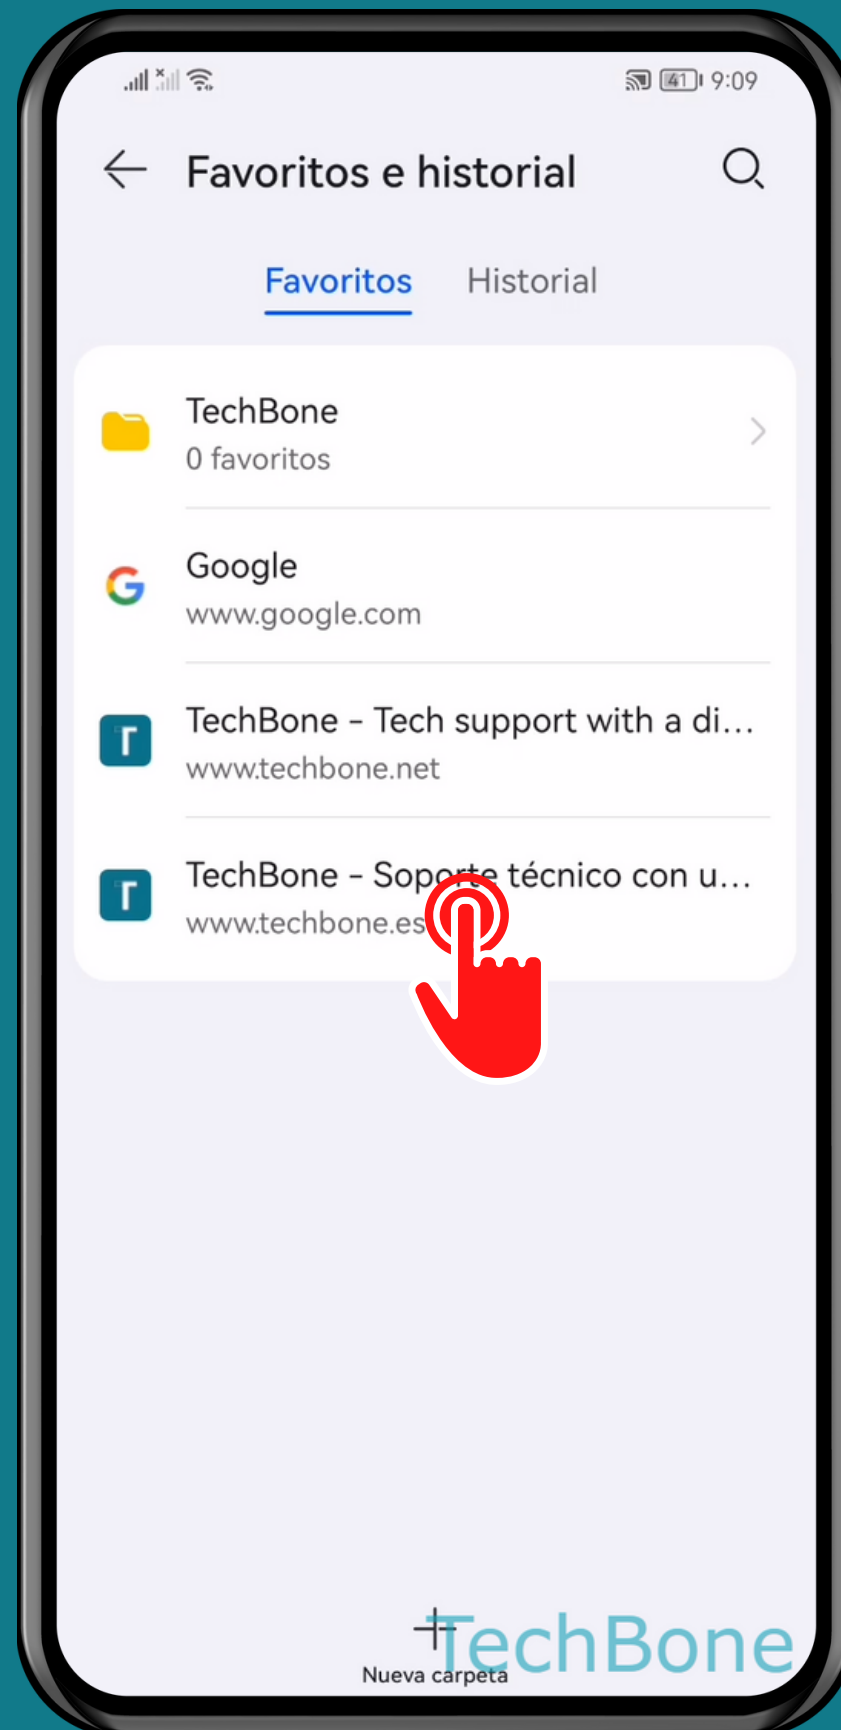 41 9:09
Favoritos e historial
Favoritos Historial
TechBone
0 favoritos
Google
www.google.com
TechBone – Tech support with a di...
www.techbone.net
TechBone – Soporte técnico con u...
www.techbone.es
Nueva carpeta
TechBone